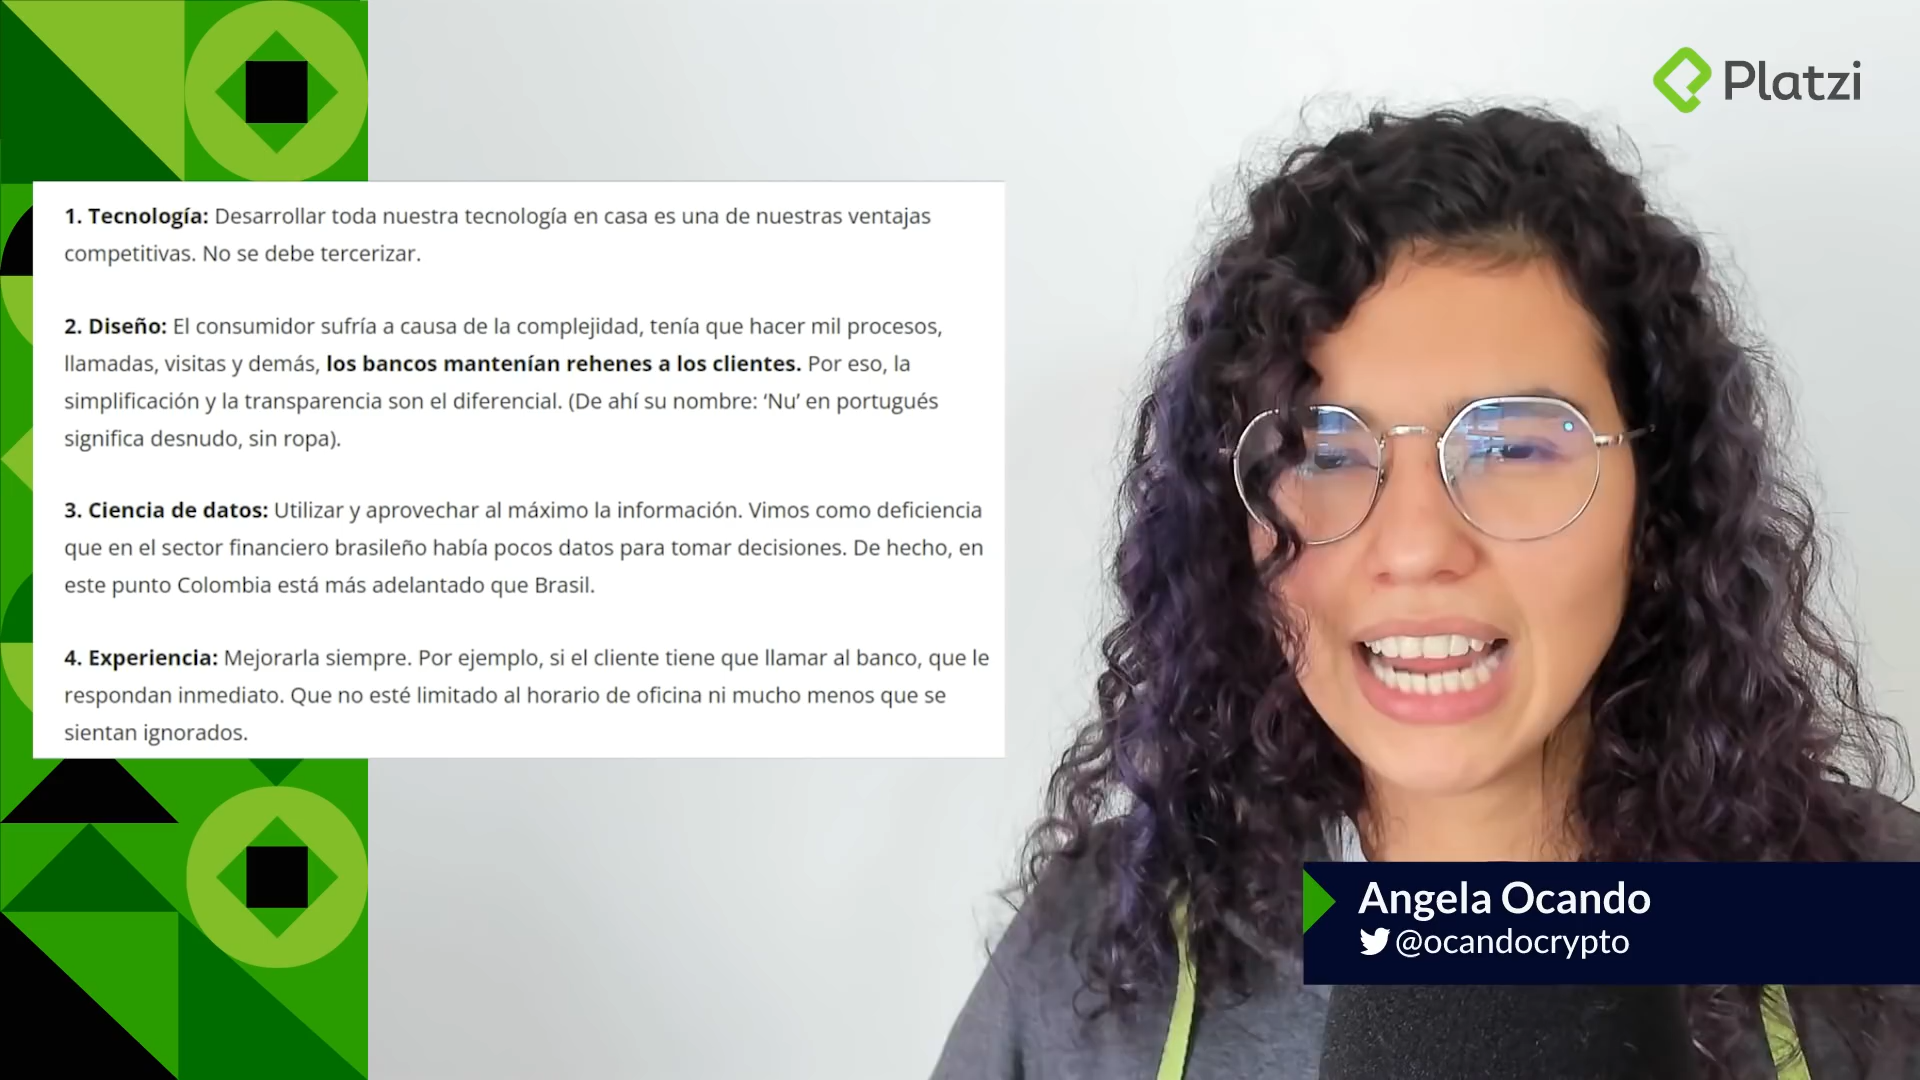 Platzi
1. Tecnología: Desarrollar toda nuestra tecnología en casa es una de nuestras ventajas
competitivas. No se debe tercerizar.
2. Diseño: El consumidor sufría a causa de la complejidad, tenía que hacer mil procesos,
llamadas, visitas y demás, los bancos mantenían rehenes a los clientes. Por eso, la
simplificación y la transparencia son el diferencial. (De ahí su nombre: ‘Nu’ en portugués
significa desnudo, sin ropa).
3. Ciencia de datos: Utilizar y aprovechar al máximo la información. Vimos como deficiencia
que en el sector financiero brasileño había pocos datos para tomar decisiones. De hecho, en
este punto Colombia está más adelantado que Brasil.
4. Experiencia: Mejorarla siempre. Por ejemplo, si el cliente tiene que llamar al banco, que le
respondan inmediato. Que no esté limitado al horario de oficina ni mucho menos que se
sientan ignorados.
Angela Ocando
@ocandocrypto